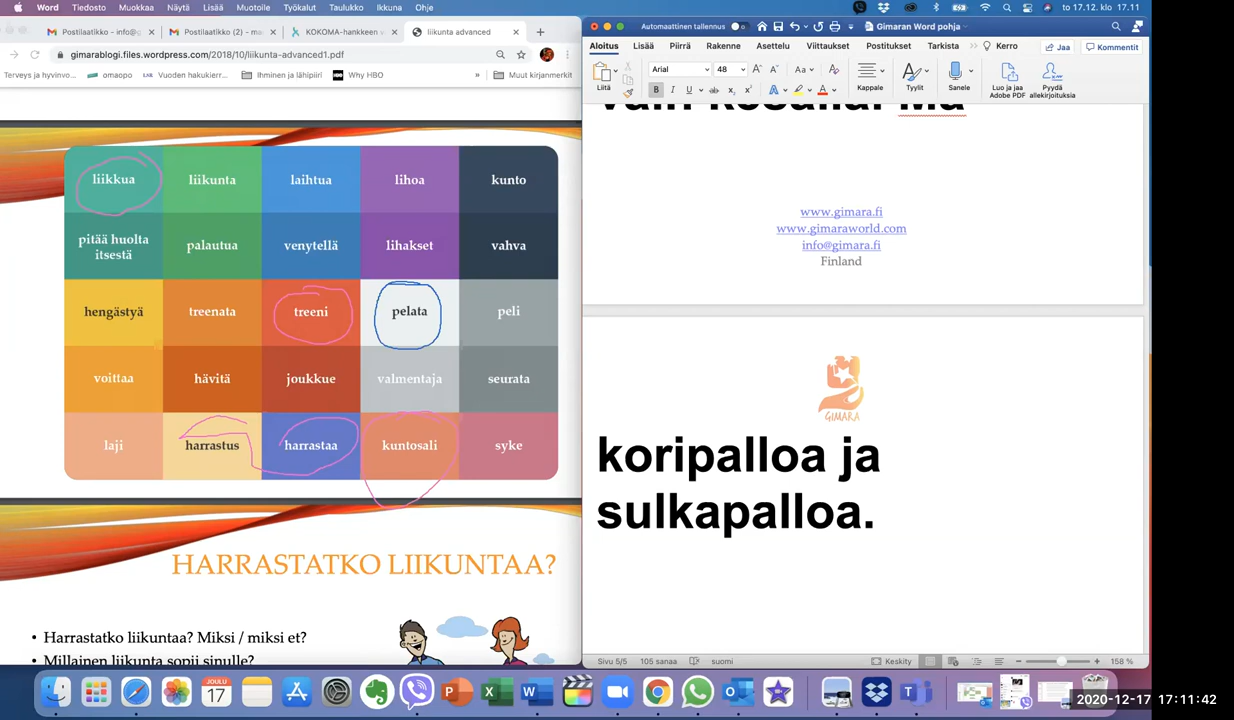 Word Tiedosto Muokkaa Näytä Lisää Muotoile Työkalut Taulukko Ikkuna Ohje to 17.12. klo 17.11
Postilaatikko – info@g Postilaatikko (2) – ma KOKOMA-hankkeen v liikunta advanced
gimarablogi.files.wordpress.com/2018/10/liikunta-advanced1.pdf
Terveys ja hyvinvo... omaopo Vuoden hakukierr... Ihminen ja lähipiiri Why HBO » Muut kirjanmerkit
Automaattinen tallennus Gimaran Word pohja
Aloitus Lisää Piirrä Rakenne Asettelu Viittaukset Postitukset Tarkista » Kerro Jaa Kommentit
Liitä Arial 48 Kappale Tyylit Sanele Luo ja jaa Adobe PDF Pyydä allekirjoituksia
liikkua liikunta laihtua lihoa kunto
pitää huolta itsestä palautua venytellä lihakset vahva
hengästyä treenata treeni pelata peli
voittaa hävitä joukkue valmentaja seurata
laji harrastus harrastaa kuntosali syke
HARRASTATKO LIIKUNTAA?
• Harrastatko liikuntaa? Miksi / miksi et?
• Millainen liikunta sopii sinulle?
www.gimara.fi
www.gimaraworld.com
info@gimara.fi
Finland
GIMARA
koripalloa ja
sulkapalloa.
Sivu 5/5 105 sanaa suomi Keskity 158 %
JOULU
17
2020-12-17 17:11:42